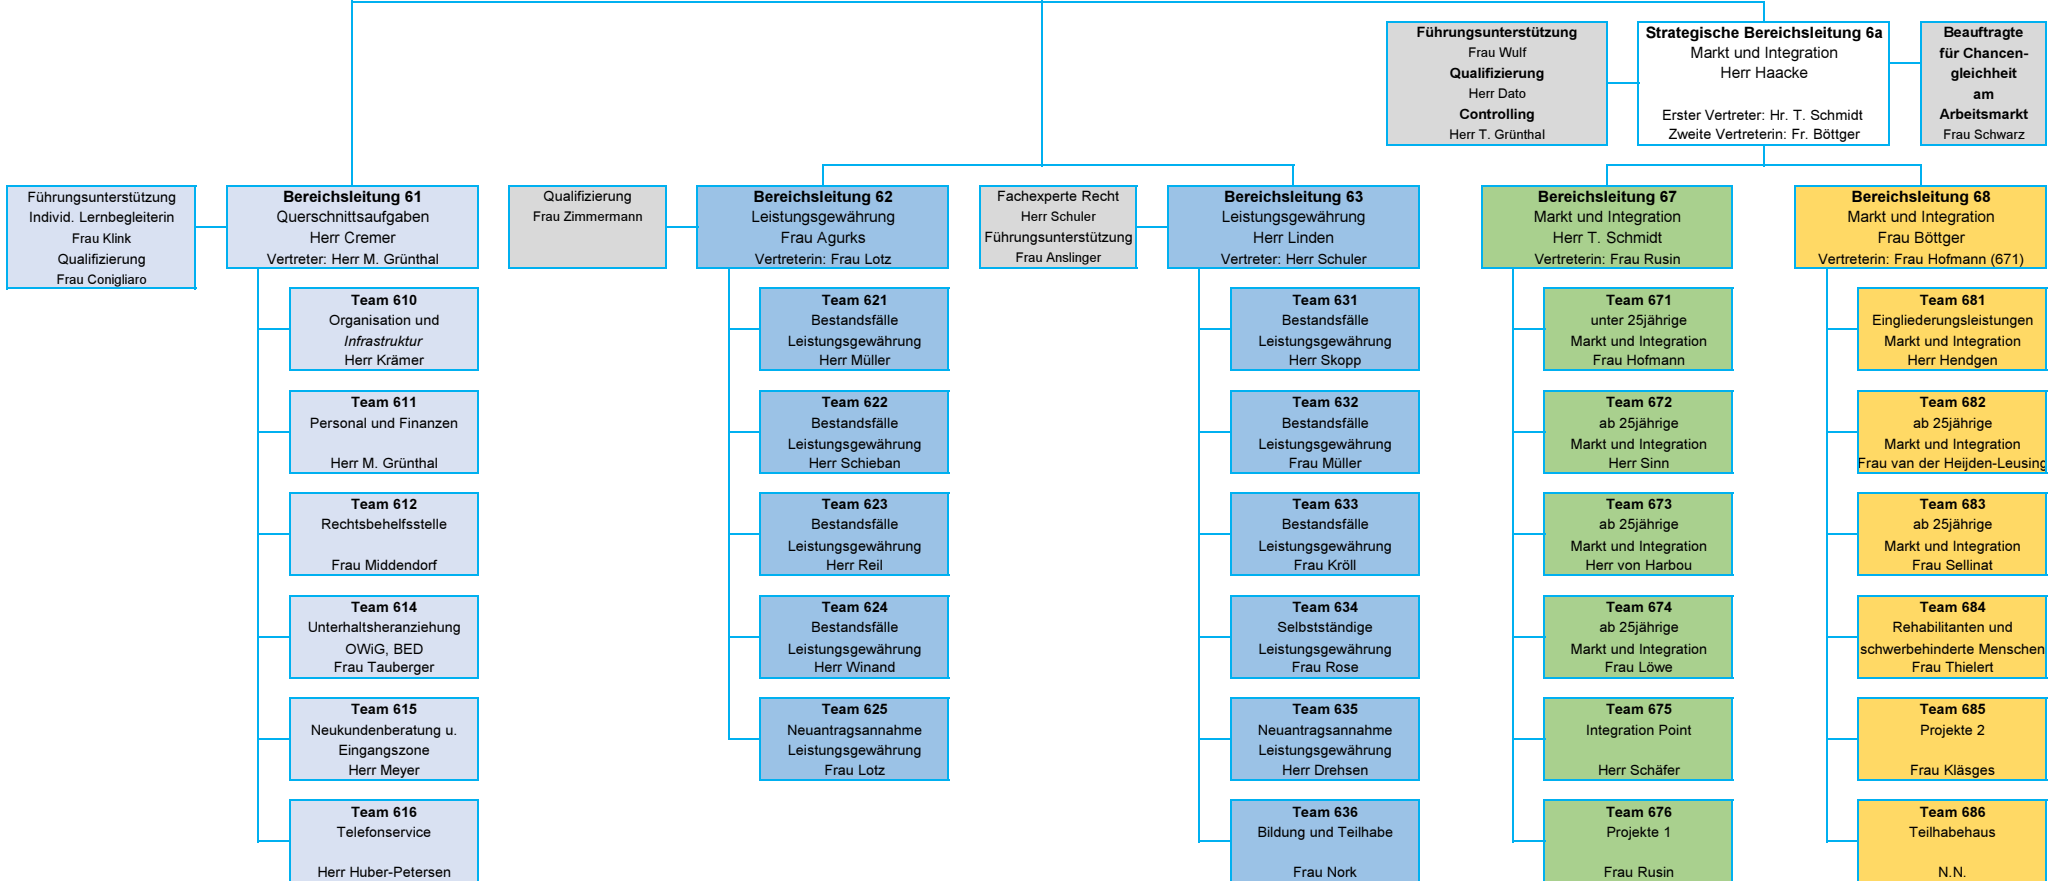 Führungsunterstützung
Frau Wulf
Qualifizierung
Herr Dato
Controlling
Herr T. Grünthal
Strategische Bereichsleitung 6a
Markt und Integration
Herr Haacke
Erster Vertreter: Hr. T. Schmidt
Zweite Vertreterin: Fr. Böttger
Beauftragte
für Chancen-
gleichheit
am
Arbeitsmarkt
Frau Schwarz
Führungsunterstützung
Individ. Lernbegleiterin
Frau Klink
Qualifizierung
Frau Conigliaro
Bereichsleitung 61
Querschnittsaufgaben
Herr Cremer
Vertreter: Herr M. Grünthal
Qualifizierung
Frau Zimmermann
Bereichsleitung 62
Leistungsgewährung
Frau Agurks
Vertreterin: Frau Lotz
Fachexperte Recht
Herr Schuler
Führungsunterstützung
Frau Anslinger
Bereichsleitung 63
Leistungsgewährung
Herr Linden
Vertreter: Herr Schuler
Bereichsleitung 67
Markt und Integration
Herr T. Schmidt
Vertreterin: Frau Rusin
Bereichsleitung 68
Markt und Integration
Frau Böttger
Vertreterin: Frau Hofmann (671)
Team 610
Organisation und
Infrastruktur
Herr Krämer
Team 621
Bestandsfälle
Leistungsgewährung
Herr Müller
Team 631
Bestandsfälle
Leistungsgewährung
Herr Skopp
Team 671
unter 25jährige
Markt und Integration
Frau Hofmann
Team 681
Eingliederungsleistungen
Markt und Integration
Herr Hendgen
Team 611
Personal und Finanzen
Herr M. Grünthal
Team 622
Bestandsfälle
Leistungsgewährung
Herr Schieban
Team 632
Bestandsfälle
Leistungsgewährung
Frau Müller
Team 672
ab 25jährige
Markt und Integration
Herr Sinn
Team 682
ab 25jährige
Markt und Integration
Frau van der Heijden-Leusing
Team 612
Rechtsbehelfsstelle
Frau Middendorf
Team 623
Bestandsfälle
Leistungsgewährung
Herr Reil
Team 633
Bestandsfälle
Leistungsgewährung
Frau Kröll
Team 673
ab 25jährige
Markt und Integration
Herr von Harbou
Team 683
ab 25jährige
Markt und Integration
Frau Sellinat
Team 614
Unterhaltsheranziehung
OWiG, BED
Frau Tauberger
Team 624
Bestandsfälle
Leistungsgewährung
Herr Winand
Team 634
Selbstständige
Leistungsgewährung
Frau Rose
Team 674
ab 25jährige
Markt und Integration
Frau Löwe
Team 684
Rehabilitanten und
schwerbehinderte Menschen
Frau Thielert
Team 615
Neukundenberatung u.
Eingangszone
Herr Meyer
Team 625
Neuantragsannahme
Leistungsgewährung
Frau Lotz
Team 635
Neuantragsannahme
Leistungsgewährung
Herr Drehsen
Team 675
Integration Point
Herr Schäfer
Team 685
Projekte 2
Frau Kläsges
Team 616
Telefonservice
Herr Huber-Petersen
Team 636
Bildung und Teilhabe
Frau Nork
Team 676
Projekte 1
Frau Rusin
Team 686
Teilhabehaus
N.N.